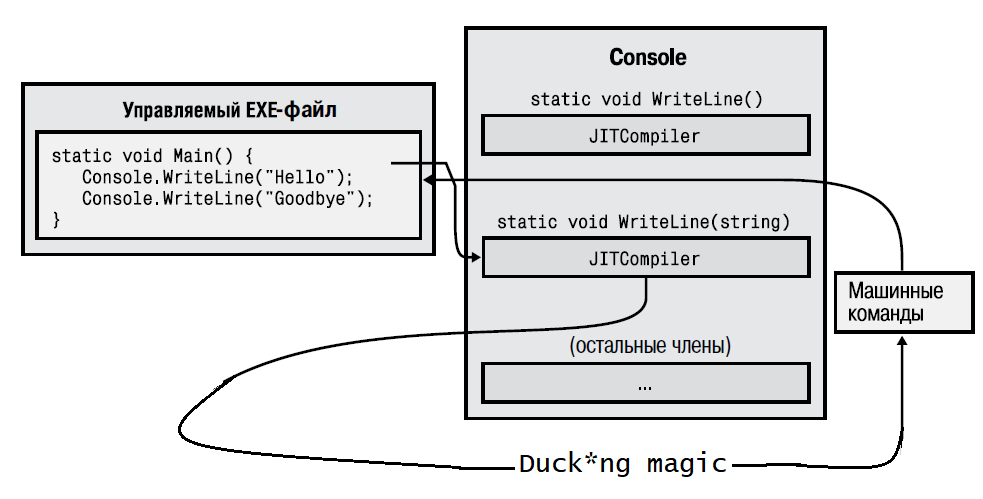 Console
static void WriteLine()
JITCompiler
Управляемый EXE-файл
static void Main() {
Console.WriteLine("Hello");
Console.WriteLine("Goodbye");
}
static void WriteLine(string)
JITCompiler
Машинные
команды
(остальные члены)
...
Duck*ng magic